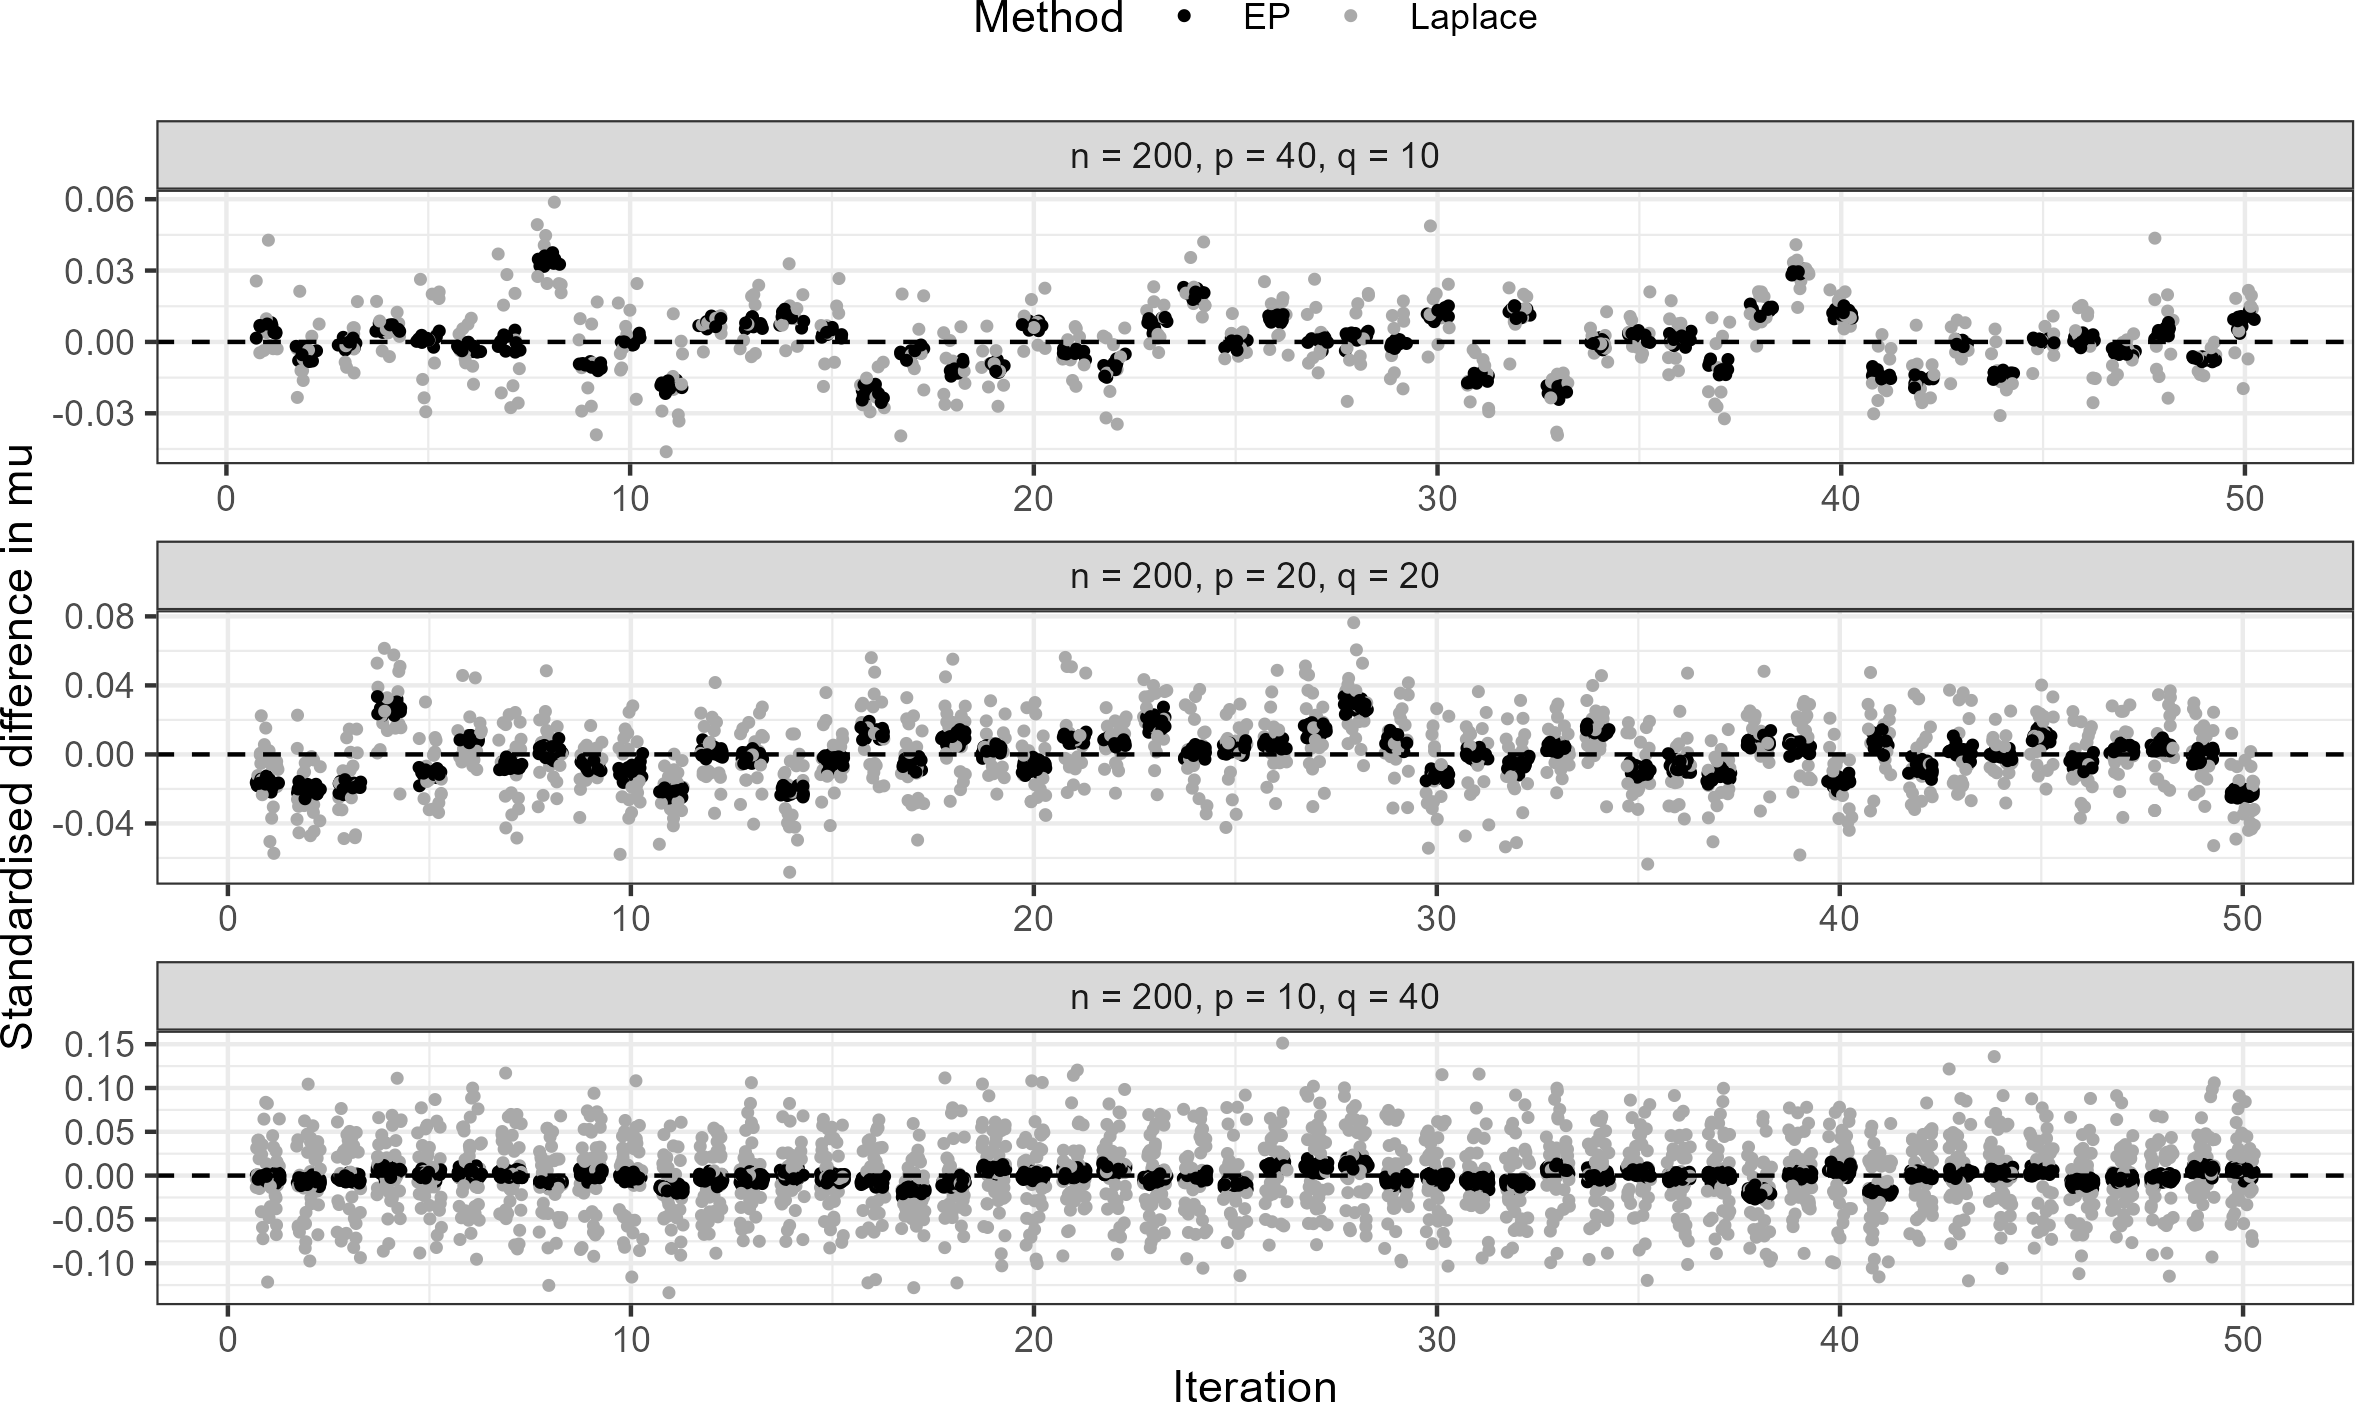 Method EP Laplace
n = 200, p = 40, q = 10
0.06
0.03
0.00
-0.03
0 10 20 30 40 50
n = 200, p = 20, q = 20
0.08
0.04
0.00
-0.04
0 10 20 30 40 50
Standardised difference in mu
n = 200, p = 10, q = 40
0.15
0.10
0.05
0.00
-0.05
-0.10
0 10 20 30 40 50
Iteration